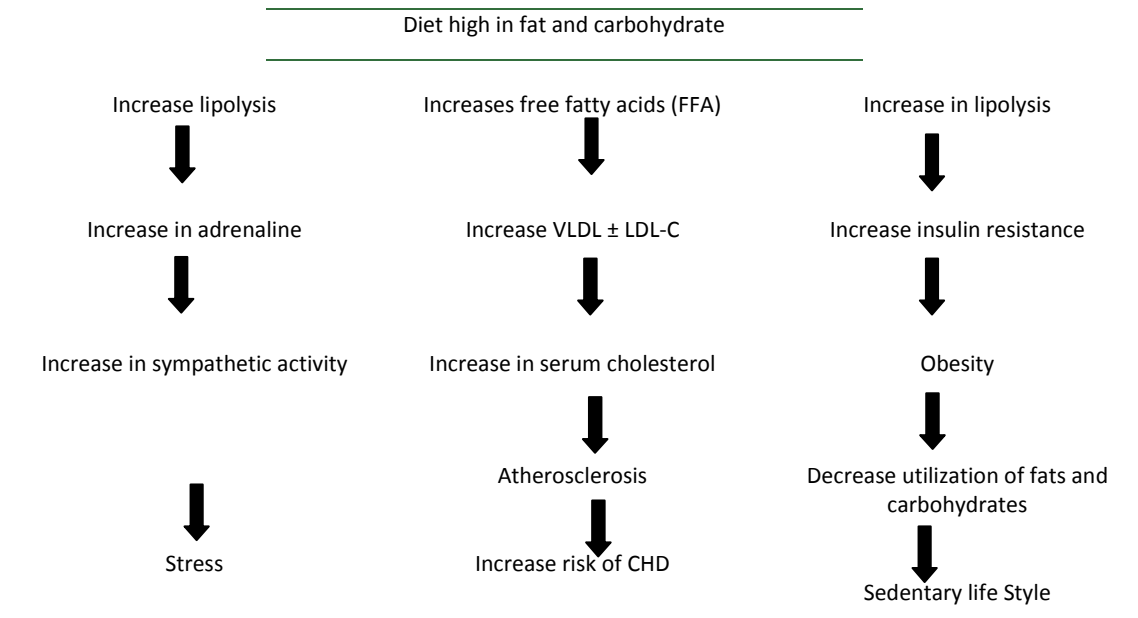 Diet high in fat and carbohydrate
Increase lipolysis
Increases free fatty acids (FFA)
Increase in lipolysis
Increase in adrenaline
Increase VLDL ± LDL-C
Increase insulin resistance
Increase in sympathetic activity
Increase in serum cholesterol
Obesity
Atherosclerosis
Decrease utilization of fats and
carbohydrates
Stress
Increase risk of CHD
Sedentary life Style